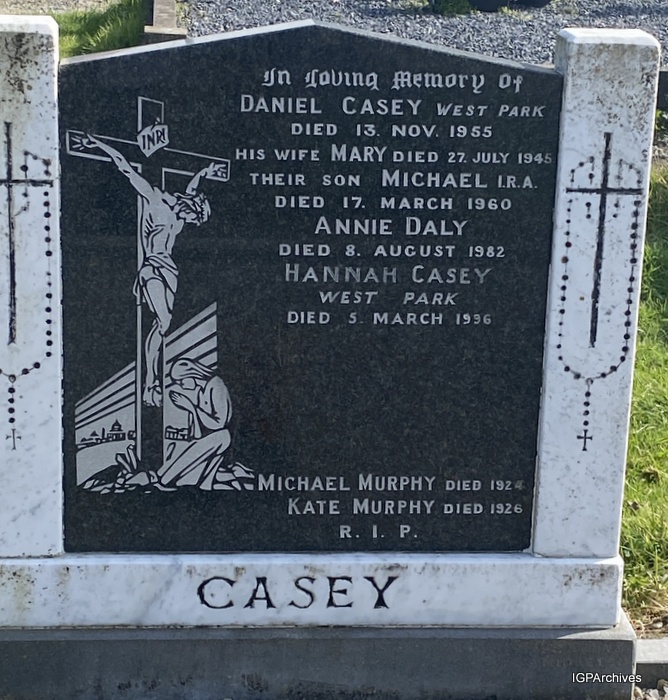 INRI
In Loving Memory Of
DANIEL CASEY WEST PARK
DIED 13. NOV. 1955
HIS WIFE MARY DIED 27. JULY 1945
THEIR SON MICHAEL I.R.A.
DIED 17. MARCH 1960
ANNIE DALY
DIED 8. AUGUST 1982
HANNAH CASEY
WEST PARK
DIED 5. MARCH 1996
MICHAEL MURPHY DIED 1924
KATE MURPHY DIED 1926
R. I. P.
CASEY
IGPArchives